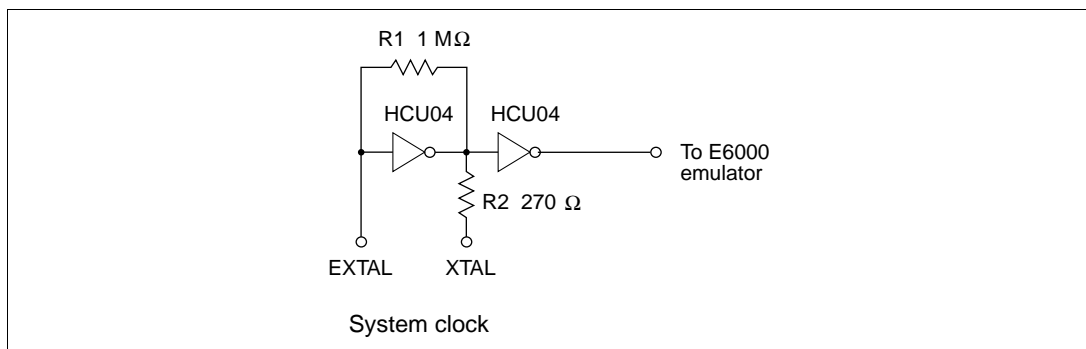 R1 1 MΩ
HCU04 HCU04
To E6000
emulator
R2 270 Ω
EXTAL XTAL
System clock